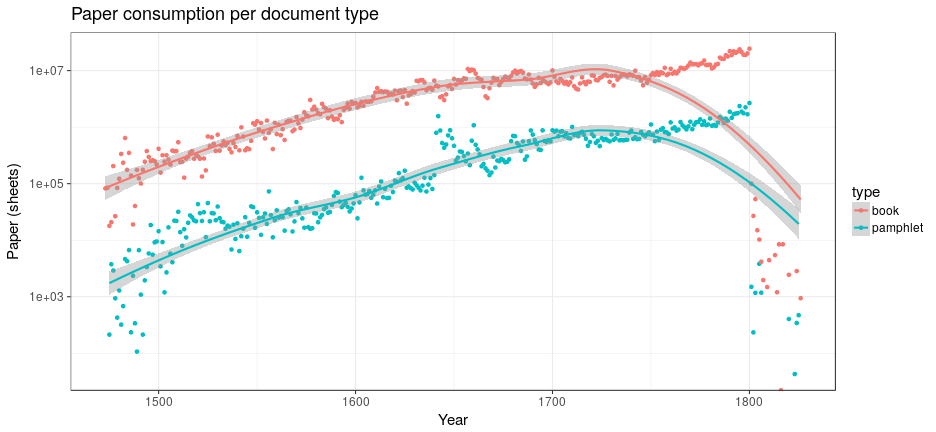 Paper consumption per document type
Paper (sheets)
1e+07
1e+05
1e+03
1500
1600
1700
1800
Year
type
book
pamphlet